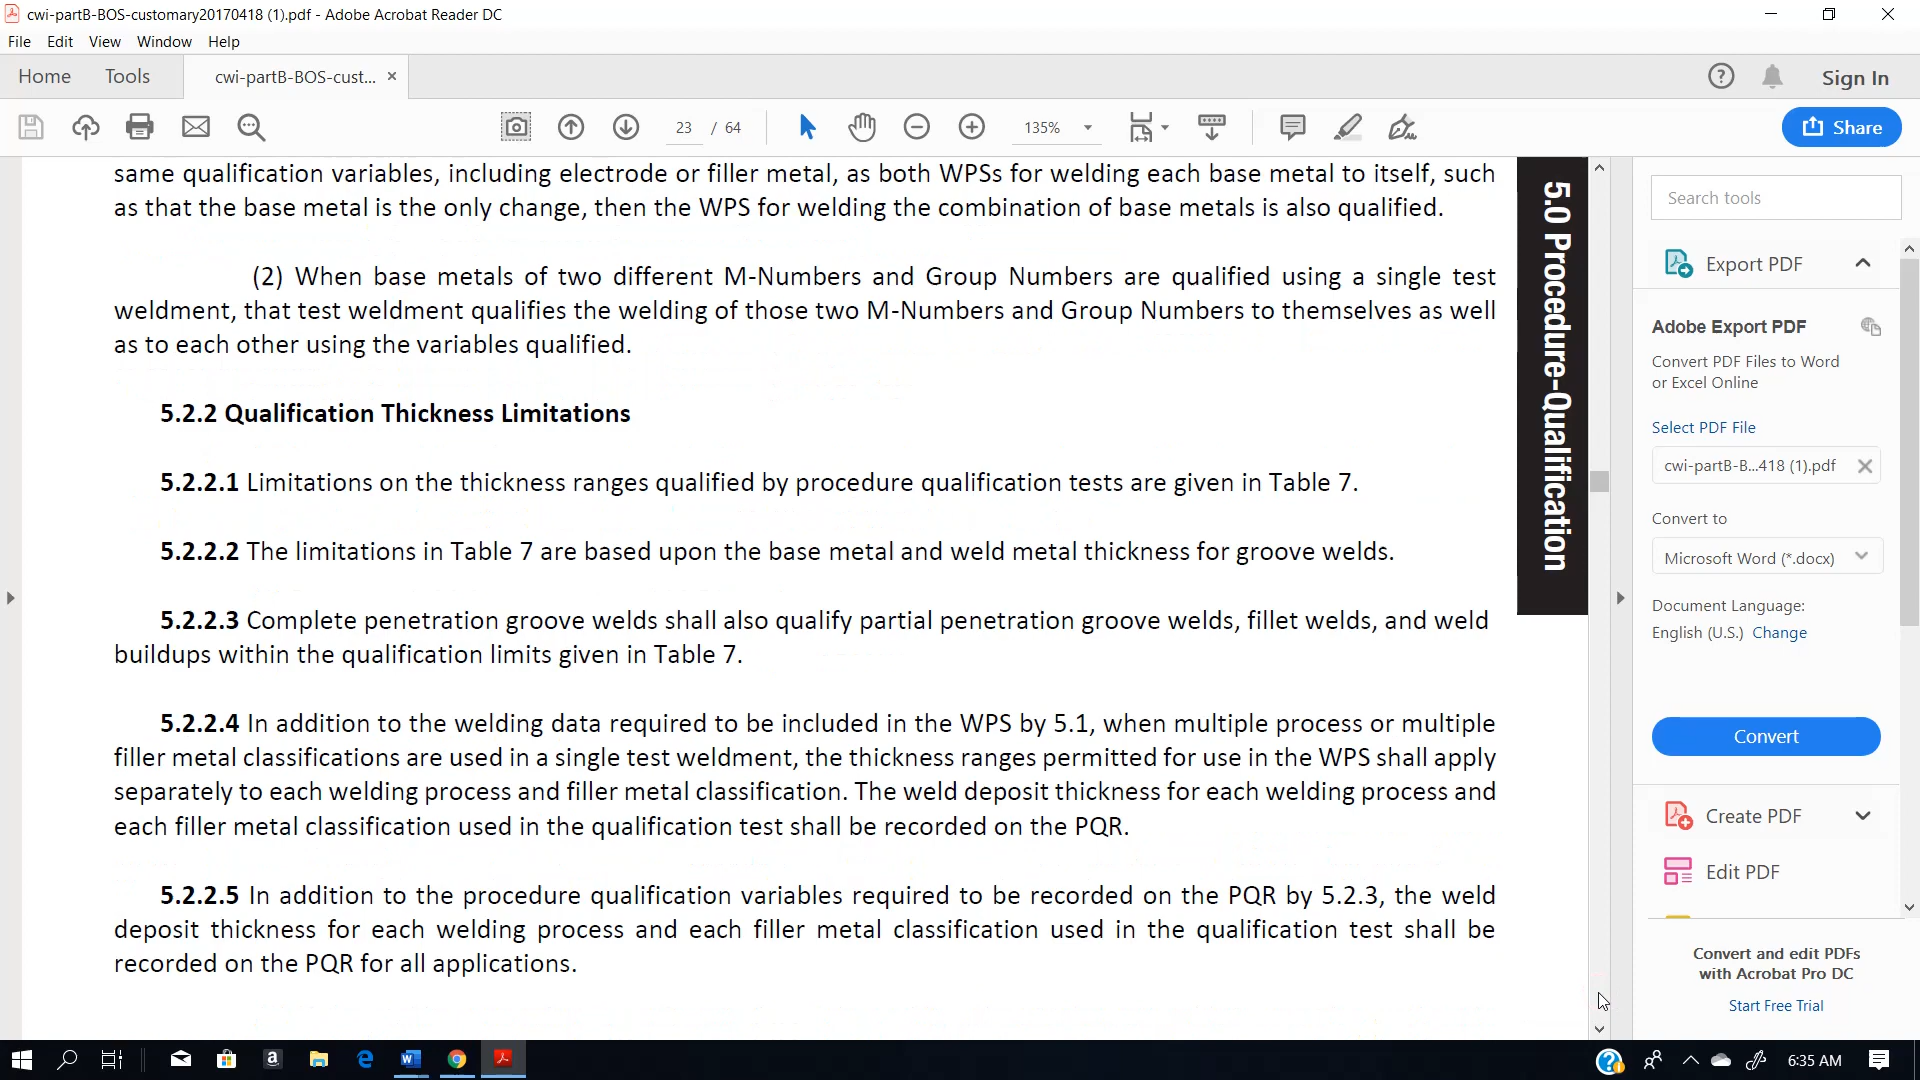 cwi-partB-BOS-customary20170418 (1).pdf - Adobe Acrobat Reader DC
File Edit View Window Help
Home Tools cwi-partB-BOS-cust... × Sign In
23 / 64 135% Share
same qualification variables, including electrode or filler metal, as both WPSs for welding each base metal to itself, such
as that the base metal is the only change, then the WPS for welding the combination of base metals is also qualified.
(2) When base metals of two different M-Numbers and Group Numbers are qualified using a single test
weldment, that test weldment qualifies the welding of those two M-Numbers and Group Numbers to themselves as well
as to each other using the variables qualified.
5.2.2 Qualification Thickness Limitations
5.2.2.1 Limitations on the thickness ranges qualified by procedure qualification tests are given in Table 7.
5.2.2.2 The limitations in Table 7 are based upon the base metal and weld metal thickness for groove welds.
5.2.2.3 Complete penetration groove welds shall also qualify partial penetration groove welds, fillet welds, and weld
buildups within the qualification limits given in Table 7.
5.2.2.4 In addition to the welding data required to be included in the WPS by 5.1, when multiple process or multiple
filler metal classifications are used in a single test weldment, the thickness ranges permitted for use in the WPS shall apply
separately to each welding process and filler metal classification. The weld deposit thickness for each welding process and
each filler metal classification used in the qualification test shall be recorded on the PQR.
5.2.2.5 In addition to the procedure qualification variables required to be recorded on the PQR by 5.2.3, the weld
deposit thickness for each welding process and each filler metal classification used in the qualification test shall be
recorded on the PQR for all applications.
5.0 Procedure-Qualification
Search tools
Export PDF
Adobe Export PDF
Convert PDF Files to Word
or Excel Online
Select PDF File
cwi-partB-B...418 (1).pdf
Convert to
Microsoft Word (*.docx)
Document Language:
English (U.S.) Change
Convert
Create PDF
Edit PDF
Convert and edit PDFs
with Acrobat Pro DC
Start Free Trial
6:35 AM